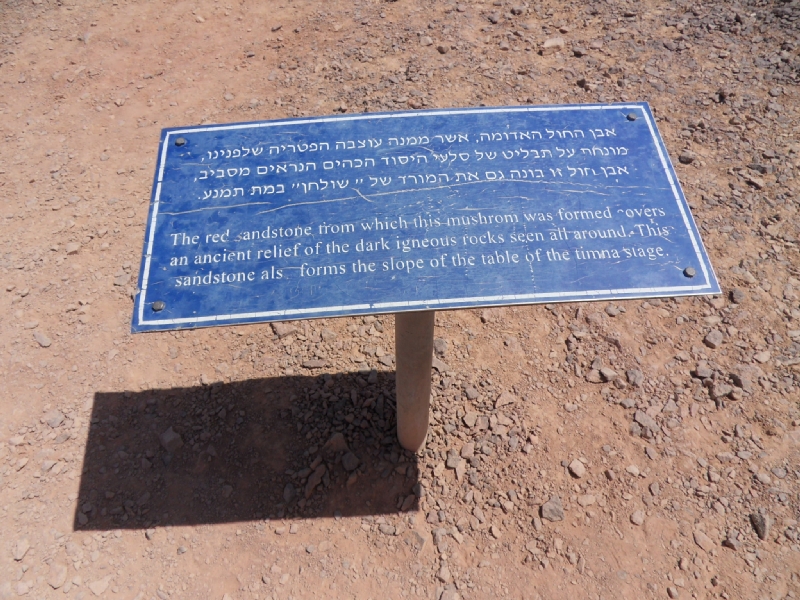 אבן החול האדומה, אשר ממנה עוצבה הפטריה שלפנינו,
מונחת על תבליט של סלעי היסוד הכהים הנראים מסביב,
אבן חול זו בונה גם את המורד של "שולחן" במת תמנע.
The red sandstone from which this mushrom was formed overs
an ancient relief of the dark igneous rocks seen all around. This
sandstone als forms the slope of the table of the timna stage.